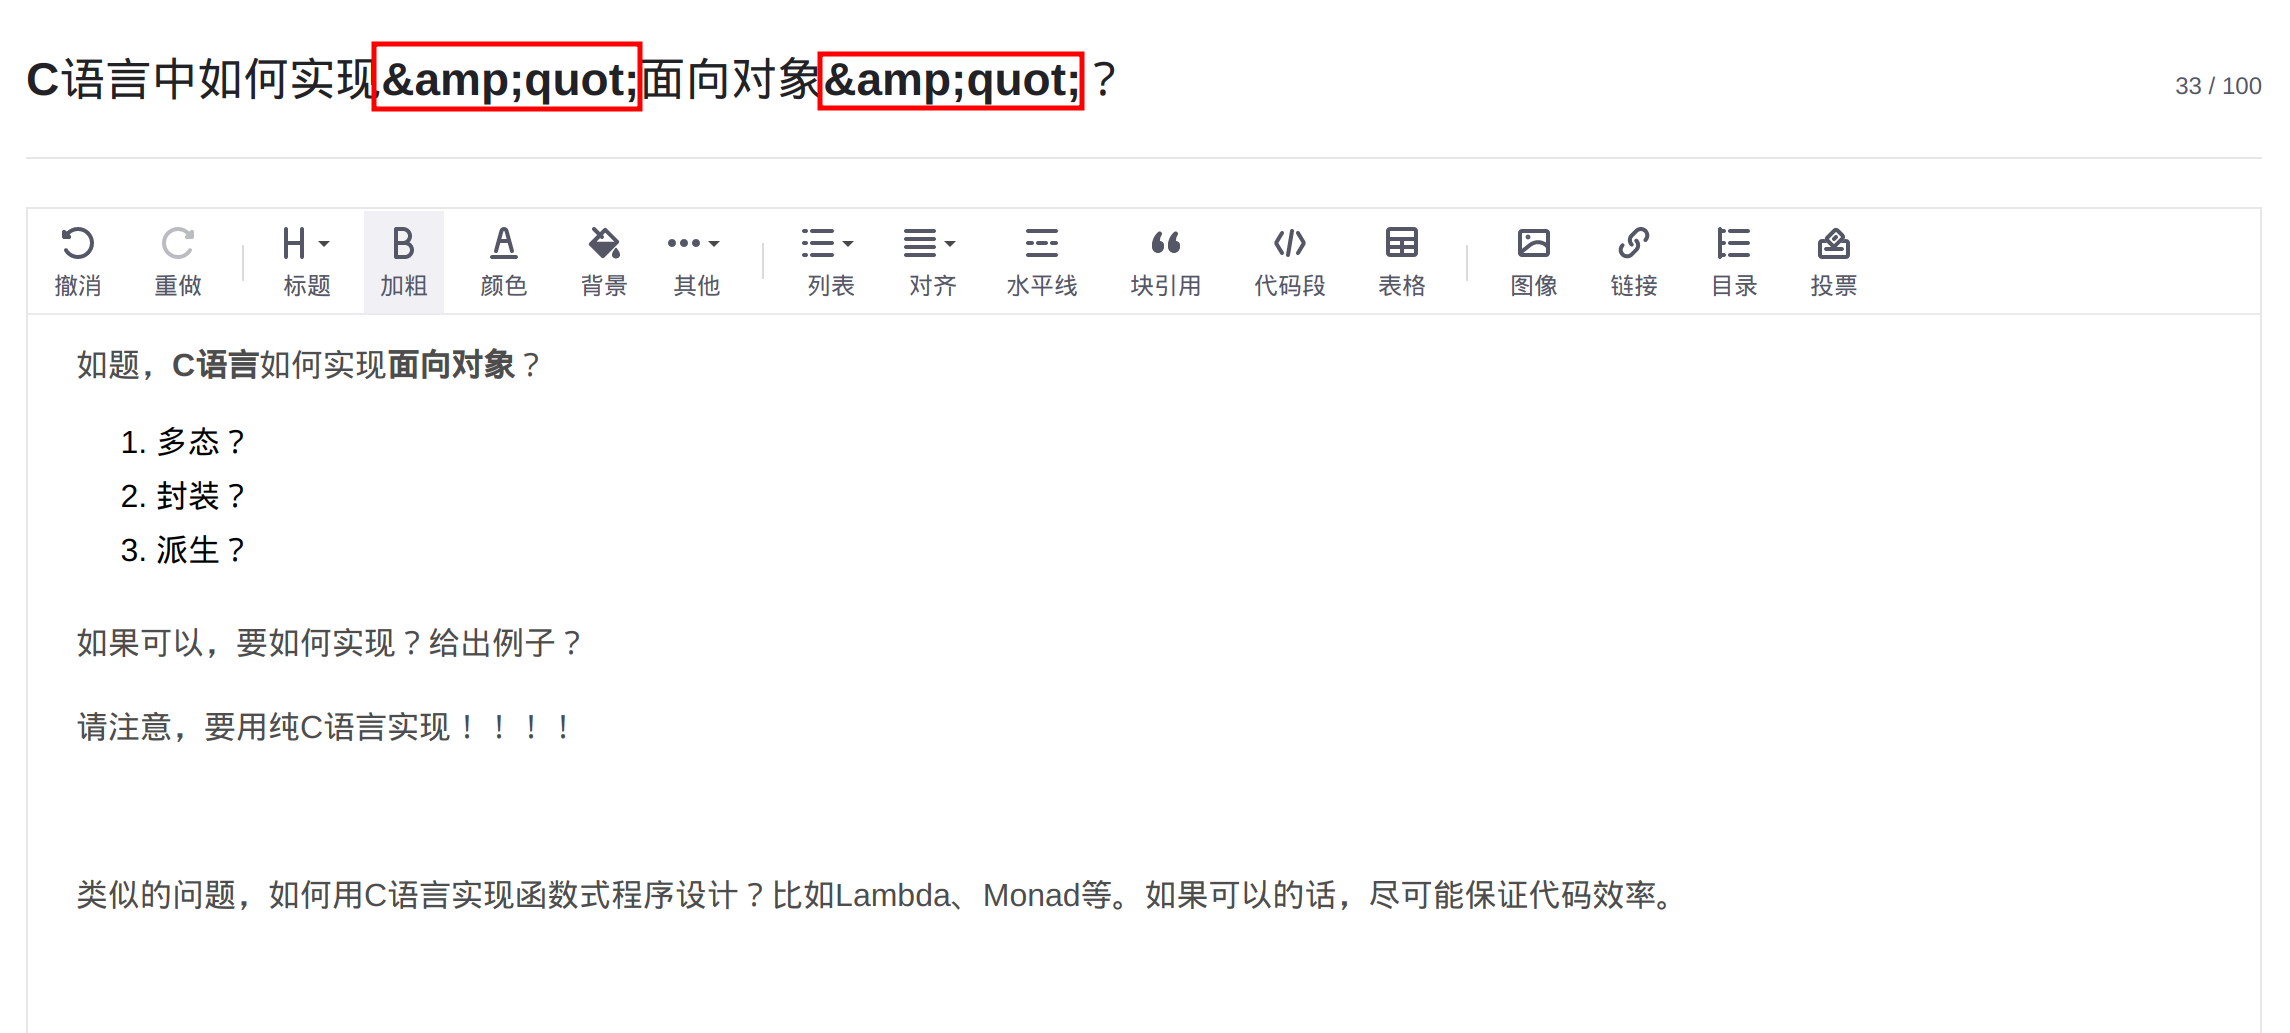 C语言中如何实现&amp;quot;面向对象&amp;quot;？
33 / 100
撤消 重做 标题 加粗 颜色 背景 其他 列表 对齐 水平线 块引用 代码段 表格 图像 链接 目录 投票
如题，C语言如何实现面向对象？
1. 多态？
2. 封装？
3. 派生？
如果可以，要如何实现？给出例子？
请注意，要用纯C语言实现！！！！
类似的问题，如何用C语言实现函数式程序设计？比如Lambda、Monad等。如果可以的话，尽可能保证代码效率。